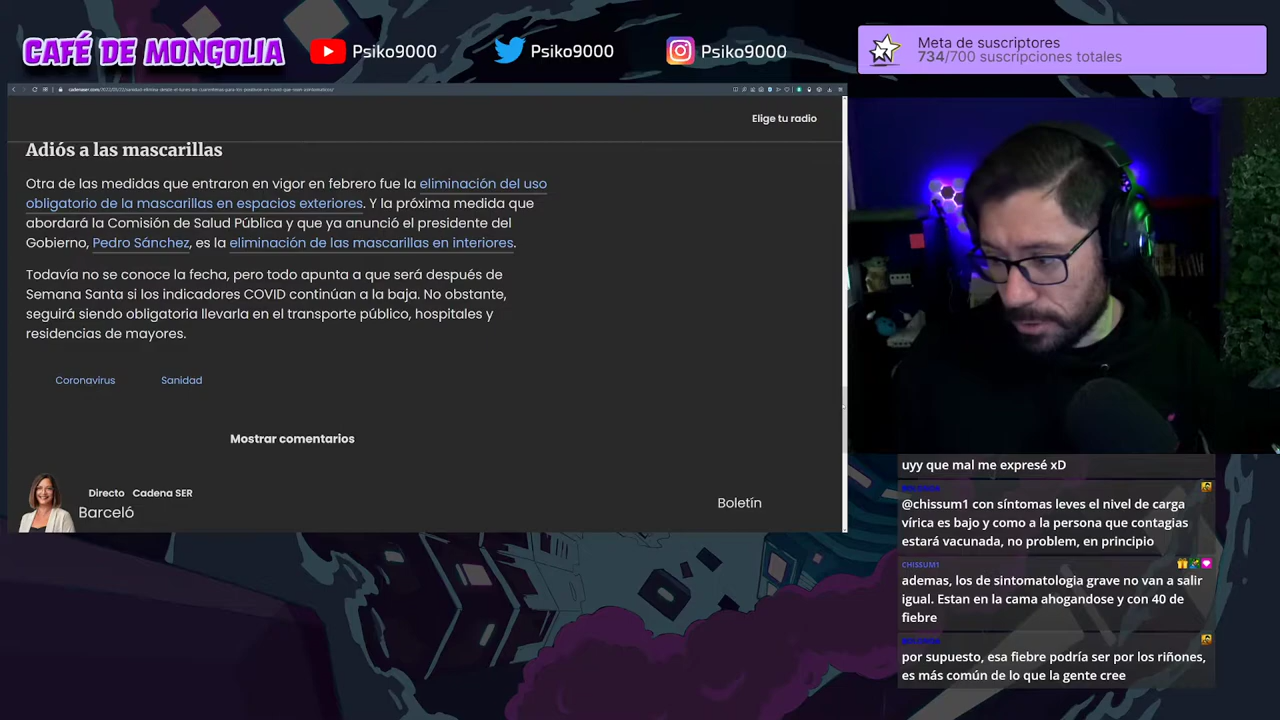 CAFÉ DE MONGOLIA
Psiko9000
Psiko9000
Psiko9000
Meta de suscriptores
734/700 suscripciones totales
Elige tu radio
Adiós a las mascarillas
Otra de las medidas que entraron en vigor en febrero fue la eliminación del uso
obligatorio de la mascarillas en espacios exteriores. Y la próxima medida que
abordará la Comisión de Salud Pública y que ya anunció el presidente del
Gobierno, Pedro Sánchez, es la eliminación de las mascarillas en interiores.
Todavía no se conoce la fecha, pero todo apunta a que será después de
Semana Santa si los indicadores COVID continúan a la baja. No obstante,
seguirá siendo obligatoria llevarla en el transporte público, hospitales y
residencias de mayores.
Coronavirus Sanidad
Mostrar comentarios
Directo Cadena SER
Barceló
Boletín
uyy que mal me expresé xD
@chissum1 con síntomas leves el nivel de carga
vírica es bajo y como a la persona que contagias
estará vacunada, no problem, en principio
CHISSUM1
ademas, los de sintomatologia grave no van a salir
igual. Estan en la cama ahogandose y con 40 de
fiebre
por supuesto, esa fiebre podría ser por los riñones,
es más común de lo que la gente cree